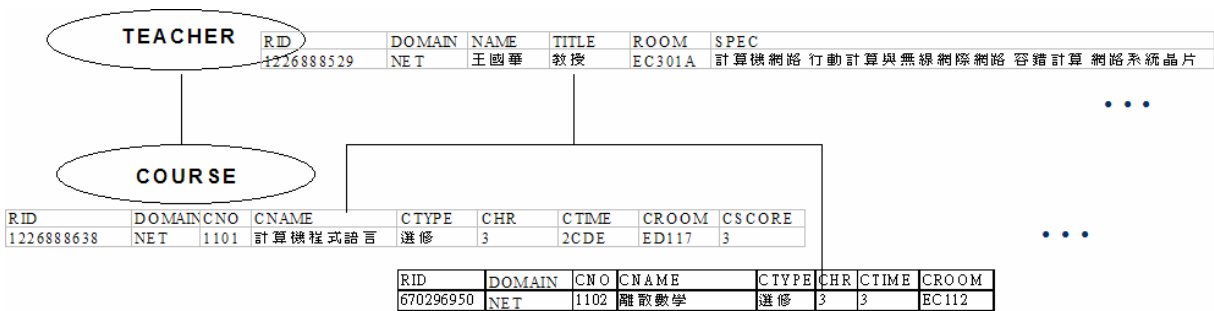 TEACHER
RID DOMAIN NAME TITLE ROOM SPEC
1226888529 NET 王國華 教授 EC301A 計算機網路 行動計算與無線網際網路 容錯計算 網路系統晶片
• • •
COURSE
RID DOMAIN CNO CNAME CTYPE CHR CTIME CROOM CSCORE
1226888638 NET 1101 計算機程式語言 選修 3 2CDE ED117 3
• • •
RID DOMAIN CNO CNAME CTYPE CHR CTIME CROOM
670296950 NET 1102 離散數學 選修 3 3 EC112